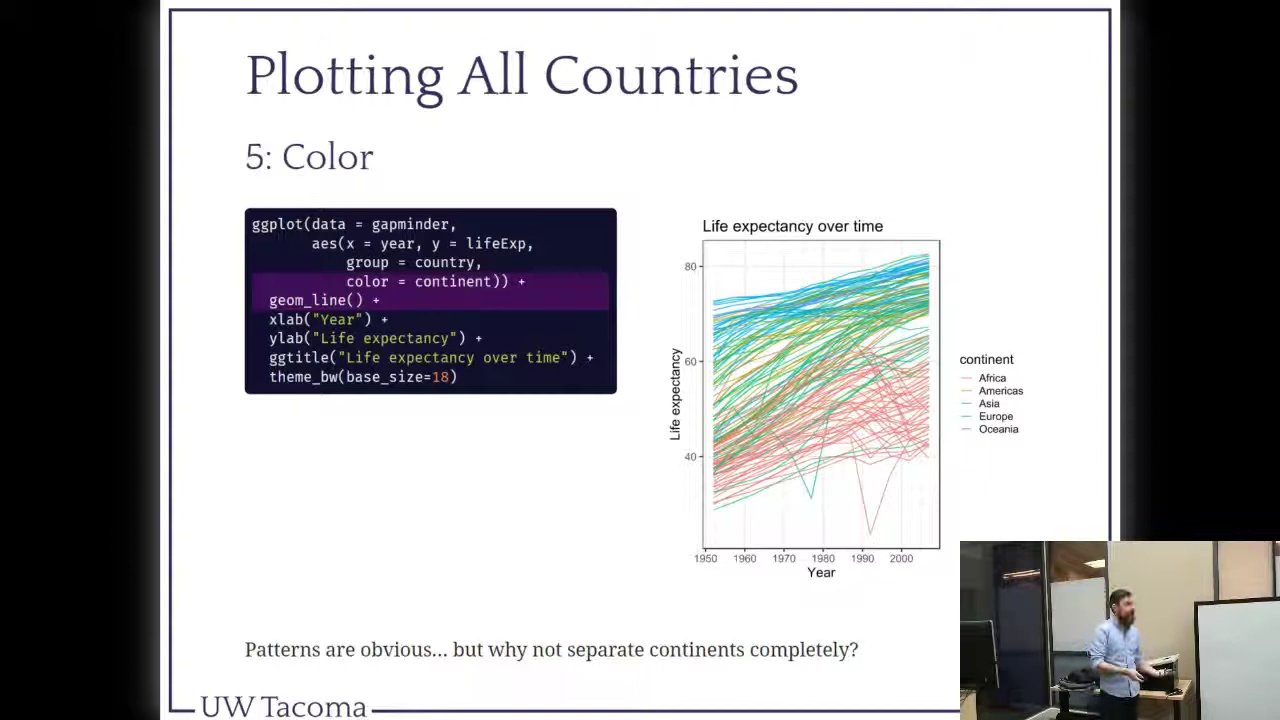 Plotting All Countries
5: Color
ggplot(data = gapminder,
aes(x = year, y = lifeExp,
group = country,
color = continent)) +
geom_line() +
xlab("Year") +
ylab("Life expectancy") +
ggtitle("Life expectancy over time") +
theme_bw(base_size=18)
Life expectancy over time
80
60
40
Life expectancy
1950 1960 1970 1980 1990 2000
Year
continent
Africa
Americas
Asia
Europe
Oceania
Patterns are obvious... but why not separate continents completely?
UW Tacoma